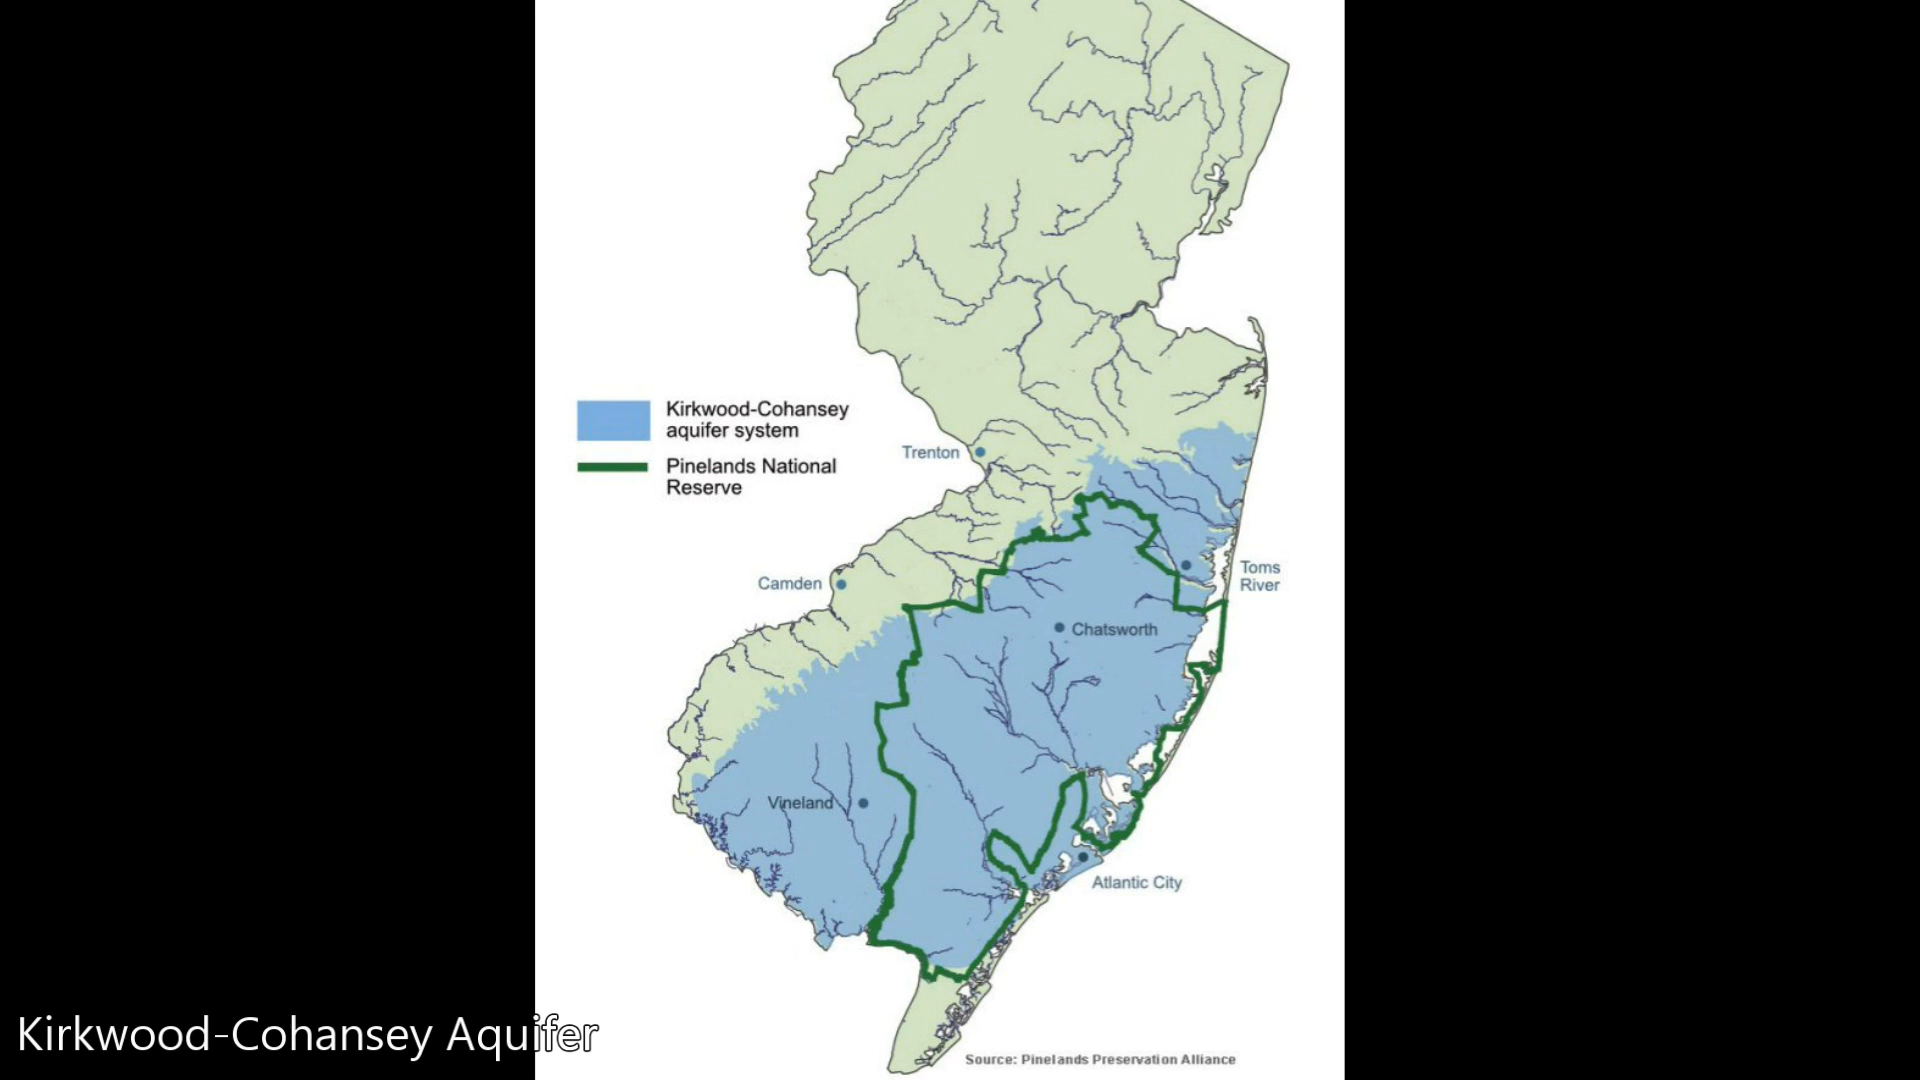 Kirkwood-Cohansey
aquifer system
Pinelands National
Reserve
Trenton
Camden
Toms
River
Chatsworth
Vineland
Atlantic City
Kirkwood-Cohansey Aquifer
Source: Pinelands Preservation Alliance